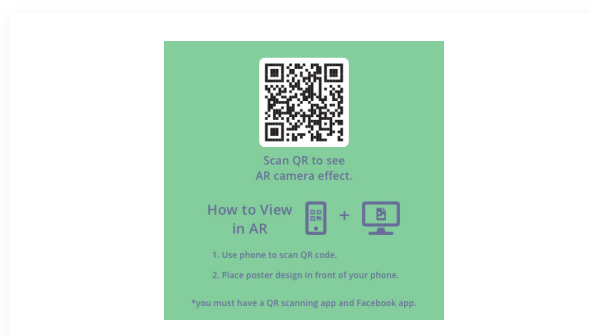 Scan QR to see
AR camera effect.
How to View
in AR
+
1. Use phone to scan QR code.
2. Place poster design in front of your phone.
*you must have a QR scanning app and Facebook app.